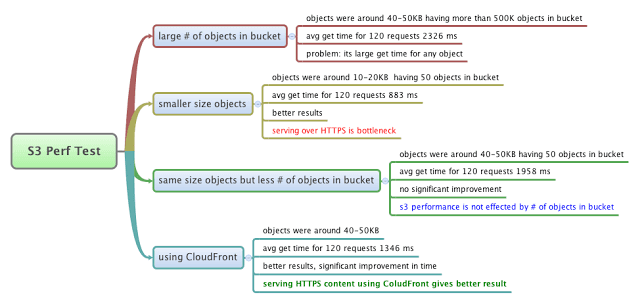 S3 Perf Test
large # of objects in bucket
objects were around 40-50KB having more than 500K objects in bucket
avg get time for 120 requests 2326 ms
problem: its large get time for any object
smaller size objects
objects were around 10-20KB having 50 objects in bucket
avg get time for 120 requests 883 ms
better results
serving over HTTPS is bottleneck
same size objects but less # of objects in bucket
objects were around 40-50KB having 50 objects in bucket
avg get time for 120 requests 1958 ms
no significant improvement
s3 performance is not effected by # of objects in bucket
using CloudFront
objects were around 40-50KB
avg get time for 120 requests 1346 ms
better results, significant improvement in time
serving HTTPS content using ColudFront gives better result